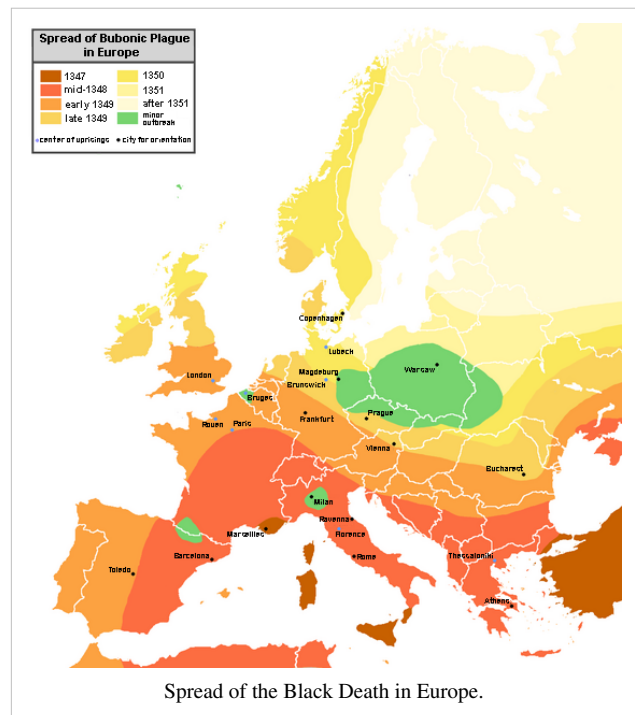 Spread of Bubonic Plague
in Europe
1347
mid-1348
early 1349
late 1349
1350
1351
after 1351
minor
outbreak
center of uprisings
city for orientation
Copenhagen
Lubeck
Magdeburg
Brunswick
Warsaw
London
Bruges
Frankfurt
Prague
Rouen
Paris
Vienna
Bucharest
Milan
Ravenna
Florence
Marseilles
Barcelona
Toledo
Rome
Thessaloniki
Athens
Spread of the Black Death in Europe.